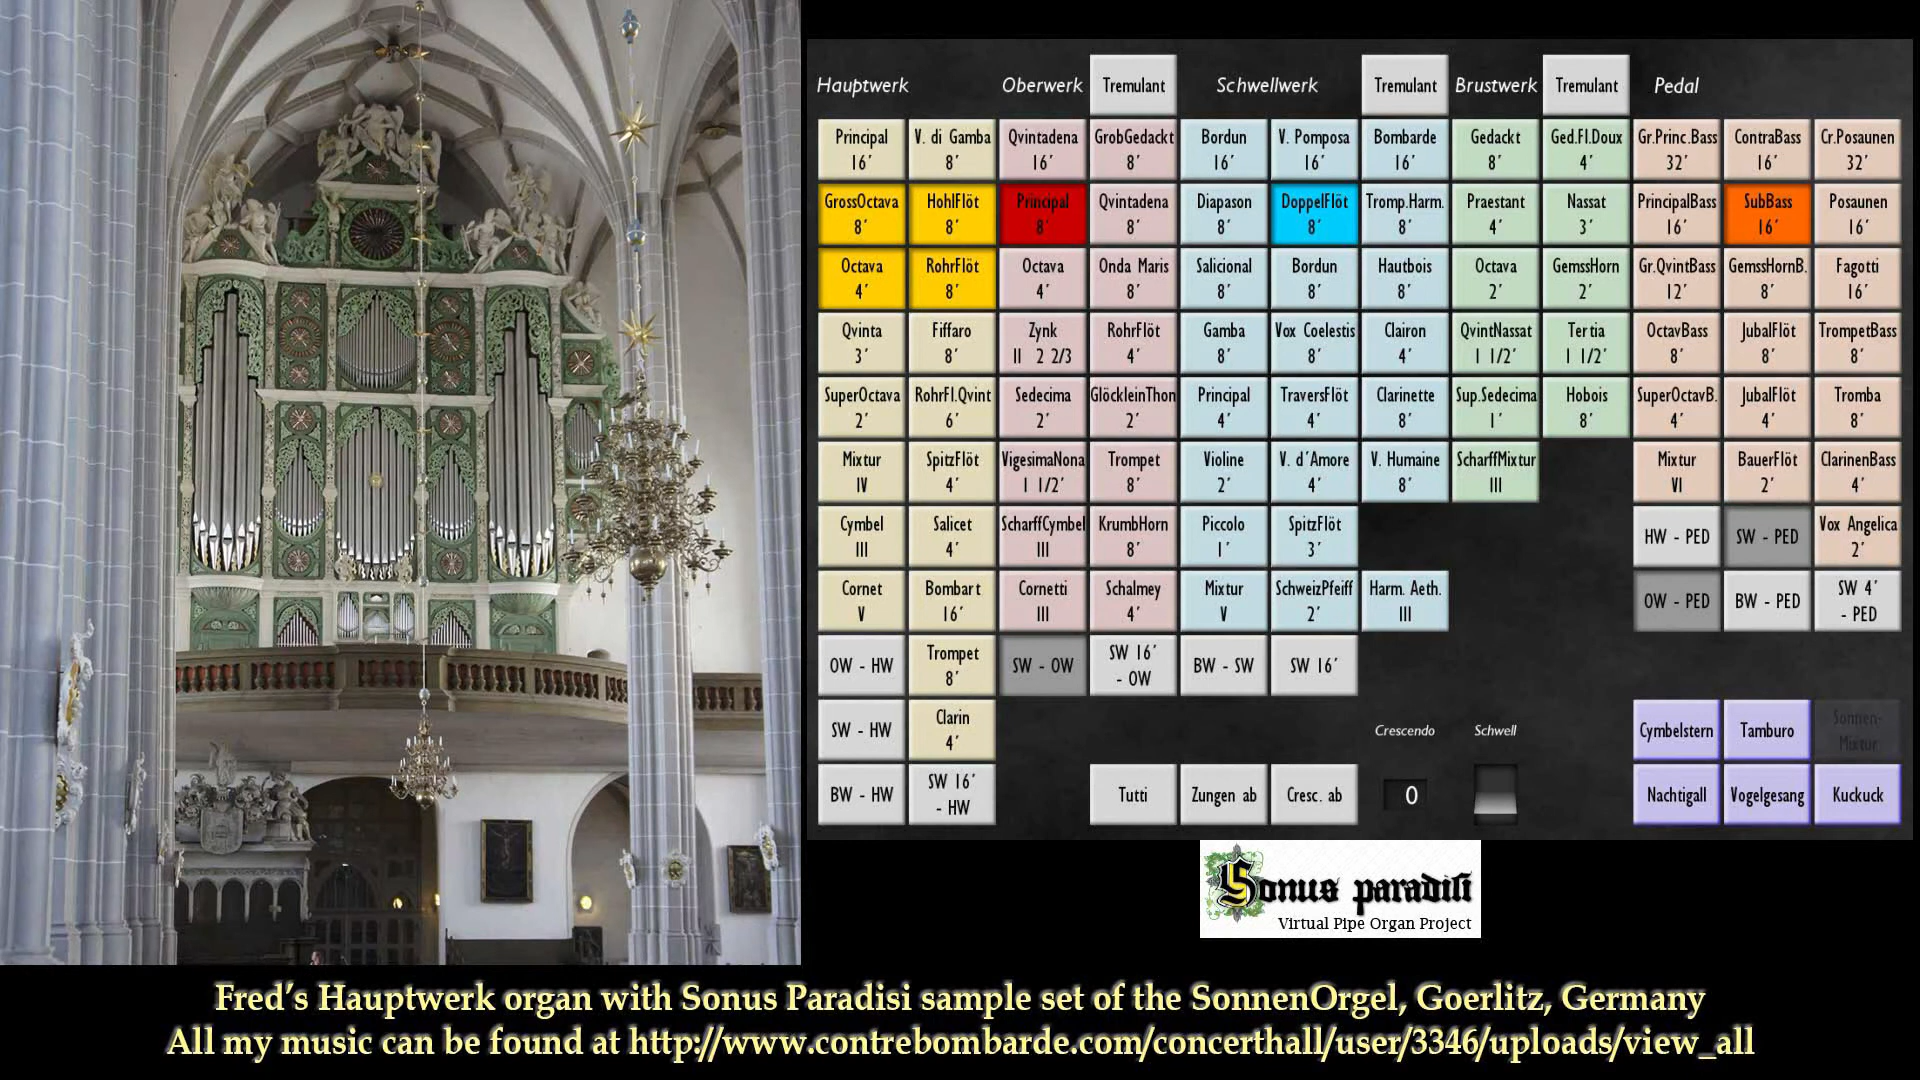 Hauptwerk
Oberwerk
Tremulant
Schwellwerk
Tremulant
Brustwerk
Tremulant
Pedal
Principal 16´
V. di Gamba 8´
Qvintadena 16´
GrobGedackt 8´
Bordun 16´
V. Pomposa 16´
Bombarde 16´
Gedackt 8´
Ged.Fl.Doux 4´
Gr.Princ.Bass 32´
ContraBass 16´
Cr.Posaunen 32´
GrossOctava 8´
HohlFlöt 8´
Principal 8´
Qvintadena 8´
Diapason 8´
DoppelFlöt 8´
Tromp.Harm. 8´
Praestant 4´
Nassat 3´
PrincipalBass 16´
SubBass 16´
Posaunen 16´
Octava 4´
RohrFlöt 8´
Octava 4´
Onda Maris 8´
Salicional 8´
Bordun 8´
Hautbois 8´
Octava 2´
GemssHorn 2´
Gr.QvintBass 12´
GemssHornB. 8´
Fagotti 16´
Qvinta 3´
Fiffaro 8´
Zynk II 2 2/3
RohrFlöt 4´
Gamba 8´
Vox Coelestis 8´
Clairon 4´
QvintNassat 1 1/2´
Tertia 1 1/2´
OctavBass 8´
JubalFlöt 8´
TrompetBass 8´
SuperOctava 2´
RohrFl.Qvint 6´
Sedecima 2´
GlöckleinThon 2´
Principal 4´
TraversFlöt 4´
Clarinette 8´
Sup.Sedecima 1´
Hobois 8´
SuperOctavB. 4´
JubalFlöt 4´
Tromba 8´
Mixtur IV
SpitzFlöt 4´
VigesimaNona 1 1/2´
Trompet 8´
Violine 2´
V. d´Amore 4´
V. Humaine 8´
ScharffMixtur III
Mixtur VI
BauerFlöt 2´
ClarinenBass 4´
Cymbel III
Salicet 4´
ScharffCymbel III
KrumbHorn 8´
Piccolo 1´
SpitzFlöt 3´
HW - PED
SW - PED
Vox Angelica 2´
Cornet V
Bombart 16´
Cornetti III
Schalmey 4´
Mixtur V
SchweizPfeiff 2´
Harm. Aeth. III
OW - PED
BW - PED
SW 4´ - PED
OW - HW
Trompet 8´
SW - OW
SW 16´ - OW
BW - SW
SW 16´
SW - HW
Clarin 4´
Crescendo
Schwell
Cymbelstern
Tamburo
Sonnen-Mixtur
BW - HW
SW 16´ - HW
Tutti
Zungen ab
Cresc. ab
0
Nachtigall
Vogelgesang
Kuckuck
Sonus paradisi
Virtual Pipe Organ Project
Fred’s Hauptwerk organ with Sonus Paradisi sample set of the SonnenOrgel, Goerlitz, Germany
All my music can be found at http://www.contrebombarde.com/concerthall/user/3346/uploads/view_all